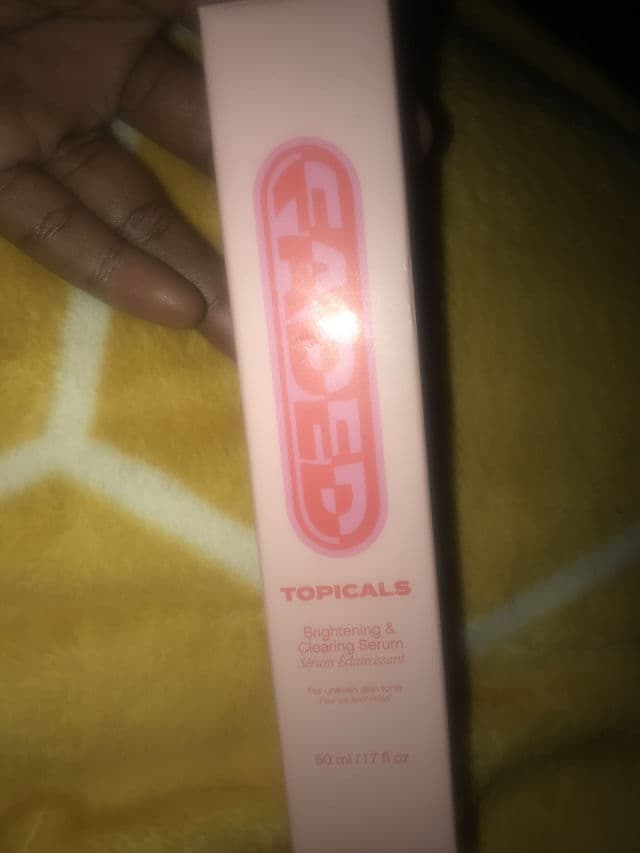 FADED
TOPICALS
Brightening &
Clearing Serum
Sérum Éclaircissant
For uneven skin tone
50 ml / 1.7 fl oz